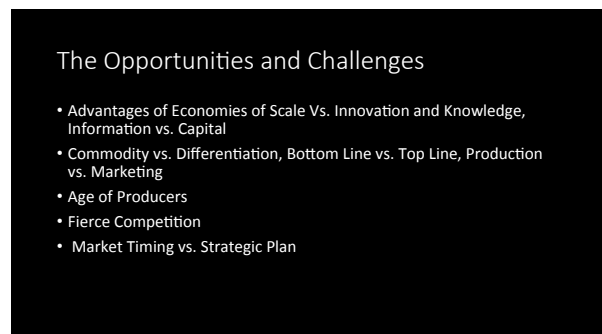 The Opportunities and Challenges
• Advantages of Economies of Scale Vs. Innovation and Knowledge,
Information vs. Capital
• Commodity vs. Differentiation, Bottom Line vs. Top Line, Production
vs. Marketing
• Age of Producers
• Fierce Competition
• Market Timing vs. Strategic Plan